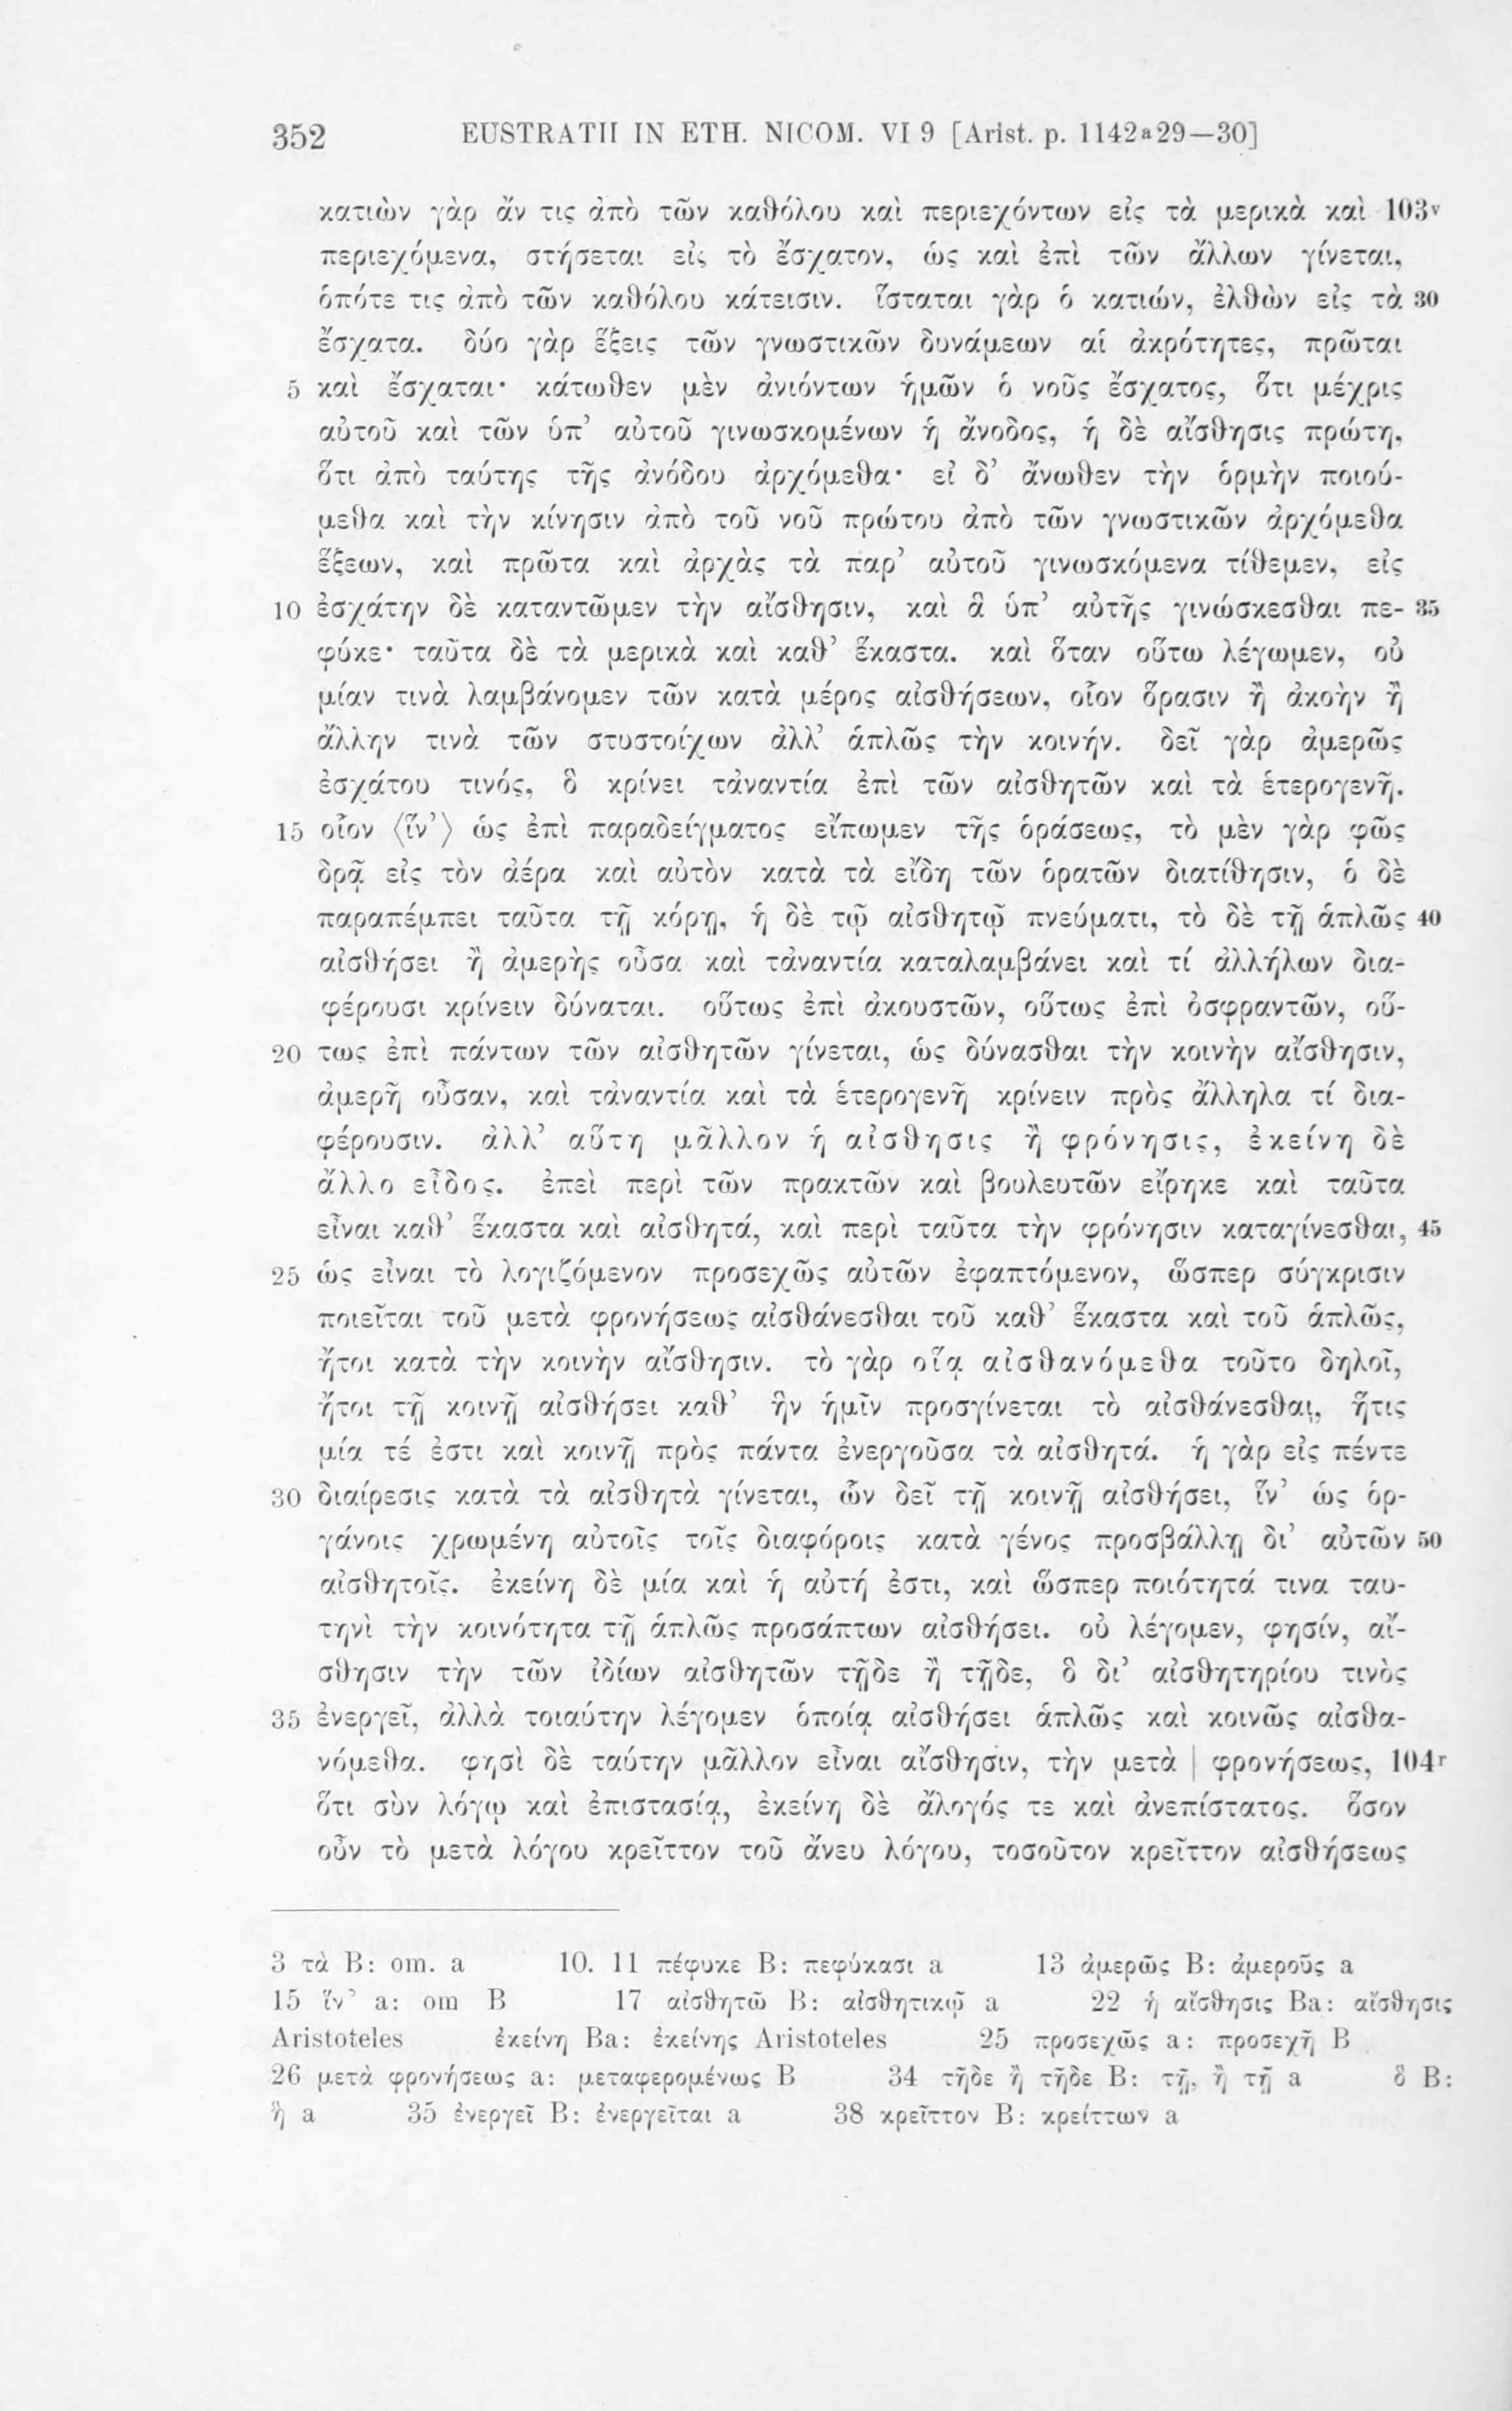 352 EUSTRATII IN ETH. NICOM. VI 9 [Arist. p. 1142a29—30]
κατιὼν γὰρ ἄν τις ἀπὸ τῶν καθόλου καὶ περιεχόντων εἰς τὰ μερικὰ καὶ 103v
περιεχόμενα, στήσεται εἰς τὸ ἔσχατον, ὡς καὶ ἐπὶ τῶν ἄλλων γίνεται,
ὁπότε τις ἀπὸ τῶν καθόλου κάτεισιν. ἵσταται γὰρ ὁ κατιών, ἐλθὼν εἰς τὰ 30
ἔσχατα. δύο γὰρ ἕξεις τῶν γνωστικῶν δυνάμεων αἱ ἀκρότητες, πρῶται
5 καὶ ἔσχαται· κάτωθεν μὲν ἀνιόντων ἡμῶν ὁ νοῦς ἔσχατος, ὅτι μέχρις
αὐτοῦ καὶ τῶν ὑπ’ αὐτοῦ γινωσκομένων ἡ ἄνοδος, ἡ δὲ αἴσθησις πρώτη,
ὅτι ἀπὸ ταύτης τῆς ἀνόδου ἀρχόμεθα· εἰ δ’ ἄνωθεν τὴν ὁρμὴν ποιού-
μεθα καὶ τὴν κίνησιν ἀπὸ τοῦ νοῦ πρώτου ἀπὸ τῶν γνωστικῶν ἀρχόμεθα
ἕξεων, καὶ πρῶτα καὶ ἀρχὰς τὰ παρ’ αὐτοῦ γινωσκόμενα τίθεμεν, εἰς
10 ἐσχάτην δὲ καταντῶμεν τὴν αἴσθησιν, καὶ ἃ ὑπ’ αὐτῆς γινώσκεσθαι πε- 35
φύκε· ταῦτα δὲ τὰ μερικὰ καὶ καθ’ ἕκαστα. καὶ ὅταν οὕτω λέγωμεν, οὐ
μίαν τινὰ λαμβάνομεν τῶν κατὰ μέρος αἰσθήσεων, οἷον ὅρασιν ἢ ἀκοὴν ἢ
ἄλλην τινὰ τῶν στυστοίχων ἀλλ’ ἁπλῶς τὴν κοινήν. δεῖ γὰρ ἀμερῶς
ἐσχάτου τινός, ὃ κρίνει τἀναντία ἐπὶ τῶν αἰσθητῶν καὶ τὰ ἑτερογενῆ.
15 οἷον ⟨ἵν’⟩ ὡς ἐπὶ παραδείγματος εἴπωμεν τῆς ὁράσεως, τὸ μὲν γὰρ φῶς
δρᾷ εἰς τὸν ἀέρα καὶ αὐτὸν κατὰ τὰ εἴδη τῶν ὁρατῶν διατίθησιν, ὁ δὲ
παραπέμπει ταῦτα τῇ κόρῃ, ἡ δὲ τῷ αἰσθητῷ πνεύματι, τὸ δὲ τῇ ἁπλῶς 40
αἰσθήσει ἣ ἀμερὴς οὖσα καὶ τἀναντία καταλαμβάνει καὶ τί ἀλλήλων δια-
φέρουσι κρίνειν δύναται. οὕτως ἐπὶ ἀκουστῶν, οὕτως ἐπὶ ὀσφραντῶν, οὕ-
20 τως ἐπὶ πάντων τῶν αἰσθητῶν γίνεται, ὡς δύνασθαι τὴν κοινὴν αἴσθησιν,
ἀμερῆ οὖσαν, καὶ τἀναντία καὶ τὰ ἑτερογενῆ κρίνειν πρὸς ἄλληλα τί δια-
φέρουσιν. ἀλλ’ αὕτη μᾶλλον ἡ αἰσθησις ἢ φρόνησις, ἐκείνη δὲ
ἄλλο εἶδος. ἐπεὶ περὶ τῶν πρακτῶν καὶ βουλευτῶν εἴρηκε καὶ ταῦτα
εἶναι καθ’ ἕκαστα καὶ αἰσθητά, καὶ περὶ ταῦτα τὴν φρόνησιν καταγίνεσθαι, 45
25 ὡς εἶναι τὸ λογιζόμενον προσεχῶς αὐτῶν ἐφαπτόμενον, ὥσπερ σύγκρισιν
ποιεῖται τοῦ μετὰ φρονήσεως αἰσθάνεσθαι τοῦ καθ’ ἕκαστα καὶ τοῦ ἁπλῶς,
ἤτοι κατὰ τὴν κοινὴν αἴσθησιν. τὸ γὰρ οἵᾳ αἰσθανόμεθα τοῦτο δηλοῖ,
ἤτοι τῇ κοινῇ αἰσθήσει καθ’ ἣν ἡμῖν προσγίνεται τὸ αἰσθάνεσθαι, ἥτις
μία τέ ἐστι καὶ κοινῇ πρὸς πάντα ἐνεργοῦσα τὰ αἰσθητά. ἡ γὰρ εἰς πέντε
30 διαίρεσις κατὰ τὰ αἰσθητὰ γίνεται, ὧν δεῖ τῇ κοινῇ αἰσθήσει, ἵν’ ὡς ὀρ-
γάνοις χρωμένη αὐτοῖς τοῖς διαφόροις κατὰ γένος προσβάλλῃ δι’ αὐτῶν 50
αἰσθητοῖς. ἐκείνη δὲ μία καὶ ἡ αὐτή ἐστι, καὶ ὥσπερ ποιότητά τινα ταυ-
τηνὶ τὴν κοινότητα τῇ ἁπλῶς προσάπτων αἰσθήσει. οὐ λέγομεν, φησίν, αἴ-
σθησιν τὴν τῶν ἰδίων αἰσθητῶν τῇδε ἢ τῇδε, ὃ δι’ αἰσθητηρίου τινὸς
35 ἐνεργεῖ, ἀλλὰ τοιαύτην λέγομεν ὁποίᾳ αἰσθήσει ἁπλῶς καὶ κοινῶς αἰσθα-
νόμεθα. φησὶ δὲ ταύτην μᾶλλον εἶναι αἴσθησιν, τὴν μετὰ | φρονήσεως, 104r
ὅτι σὺν λόγῳ καὶ ἐπιστασίᾳ, ἐκείνη δὲ ἄλογός τε καὶ ἀνεπίστατος. ὅσον
οὖν τὸ μετὰ λόγου κρεῖττον τοῦ ἄνευ λόγου, τοσοῦτον κρεῖττον αἰσθήσεως
3 τὰ B: om. a 10. 11 πέφυκε B: πεφύκασι a 13 ἀμερῶς B: ἀμεροῦς a
15 ἵν’ a: om B 17 αἰσθητῶ B: αἰσθητικῷ a 22 ἡ αἴσθησις Ba: αἴσθησις
Aristoteles ἐκείνη Ba: ἐκείνης Aristoteles 25 προσεχῶς a: προσεχῆ B
26 μετὰ φρονήσεως a: μεταφερομένως B 34 τῇδε ἢ τῇδε B: τῇ, ἢ τῇ a ὃ B:
ἣ a 35 ἐνεργεῖ B: ἐνεργεῖται a 38 κρεῖττον B: κρείττων a